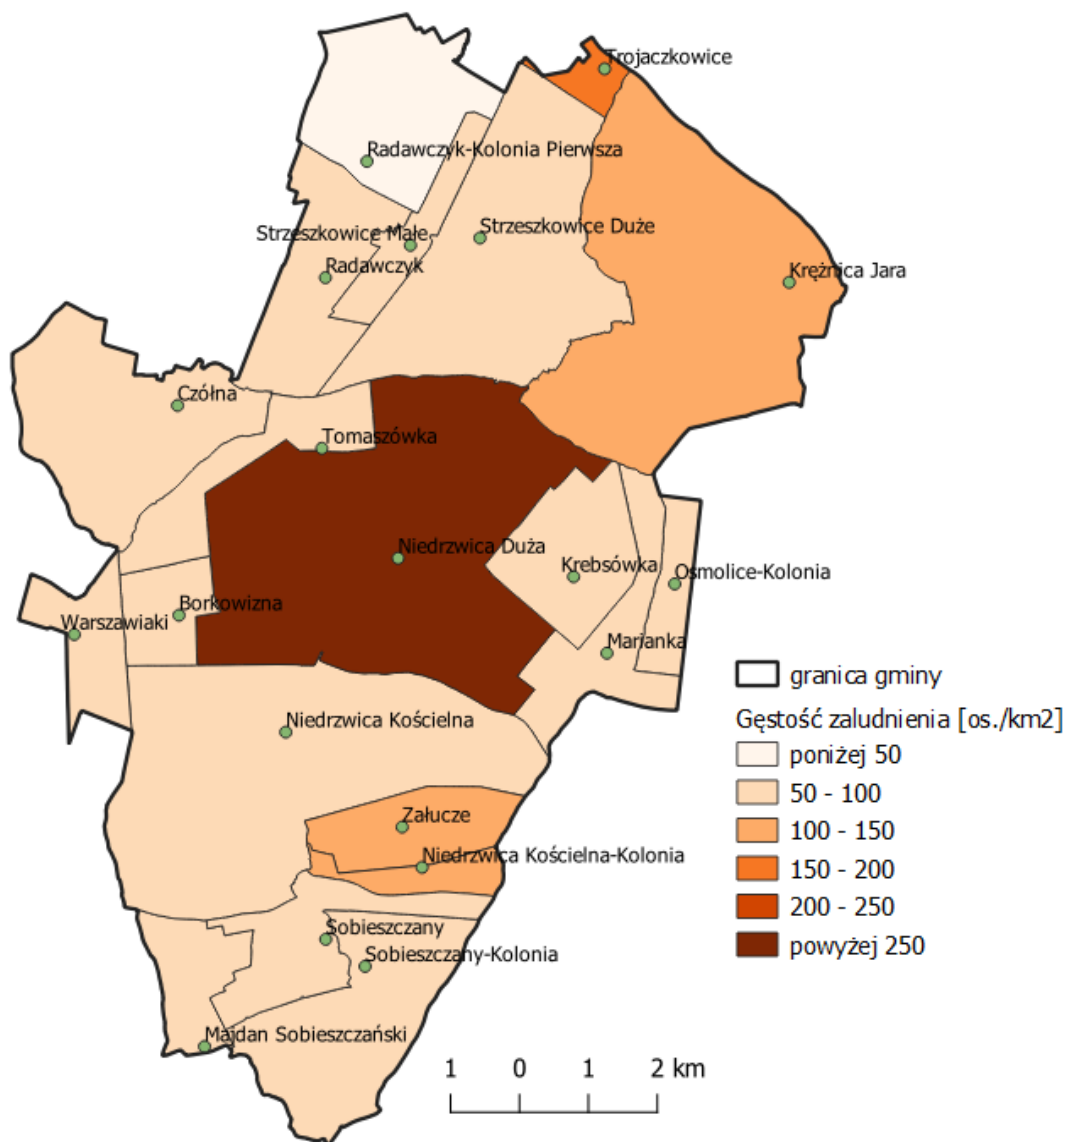 Trojaczkowice
Radawczyk-Kolonia Pierwsza
Strzeszkowice Duże
Strzeszkowice Małe
Radawczyk
Krężnica Jara
Czółna
Tomaszówka
Niedrzwica Duża
Krebsówka
Osmolice-Kolonia
Borkowizna
Warszawiaki
Marianka
Niedrzwica Kościelna
Załucze
Niedrzwica Kościelna-Kolonia
Sobieszczany
Sobieszczany-Kolonia
Majdan Sobieszczański
granica gminy
Gęstość zaludnienia [os./km2]
poniżej 50
50 - 100
100 - 150
150 - 200
200 - 250
powyżej 250
1 0 1 2 km